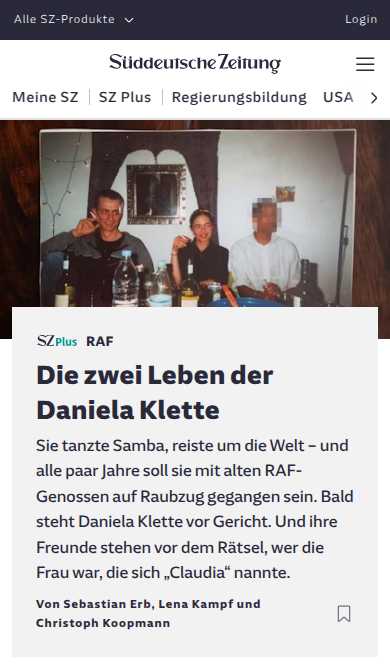 Alle SZ-Produkte
Login
Süddeutsche Zeitung
Meine SZ
SZ Plus
Regierungsbildung
USA
SZ Plus RAF
Die zwei Leben der
Daniela Klette
Sie tanzte Samba, reiste um die Welt – und
alle paar Jahre soll sie mit alten RAF-
Genossen auf Raubzug gegangen sein. Bald
steht Daniela Klette vor Gericht. Und ihre
Freunde stehen vor dem Rätsel, wer die
Frau war, die sich „Claudia“ nannte.
Von Sebastian Erb, Lena Kampf und
Christoph Koopmann